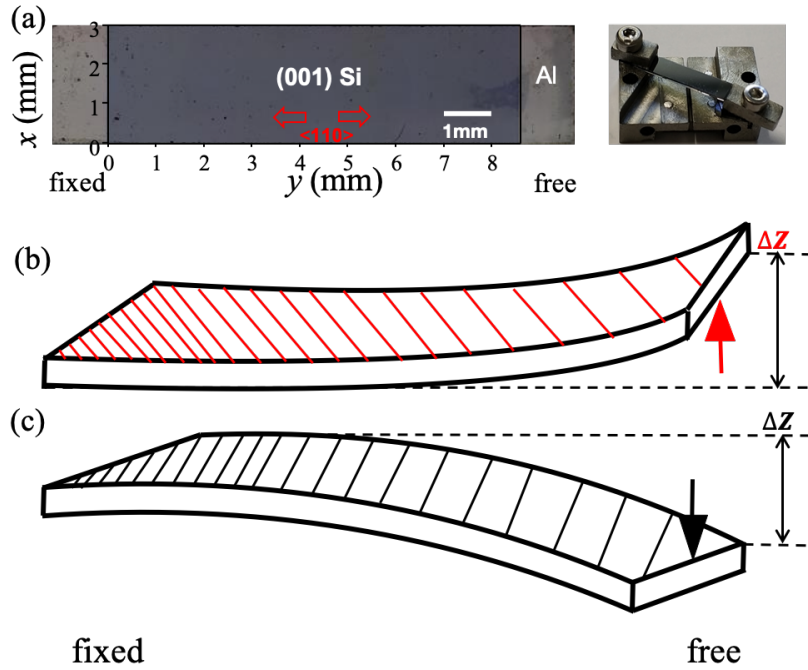 (a)
x (mm)
3
2
1
0
(001) Si
Al
<110>
1mm
0 1 2 3 4 5 6 7 8
fixed
y (mm)
free
(b)
ΔZ
(c)
ΔZ
fixed
free